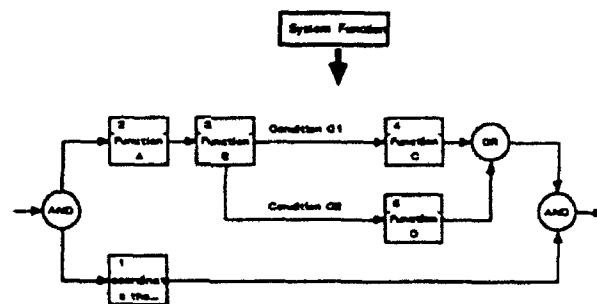 System Function
2
Function
A
3
Function
B
Condition C1
4
Function
C
OR
AND
Condition C2
5
Function
D
AND
1